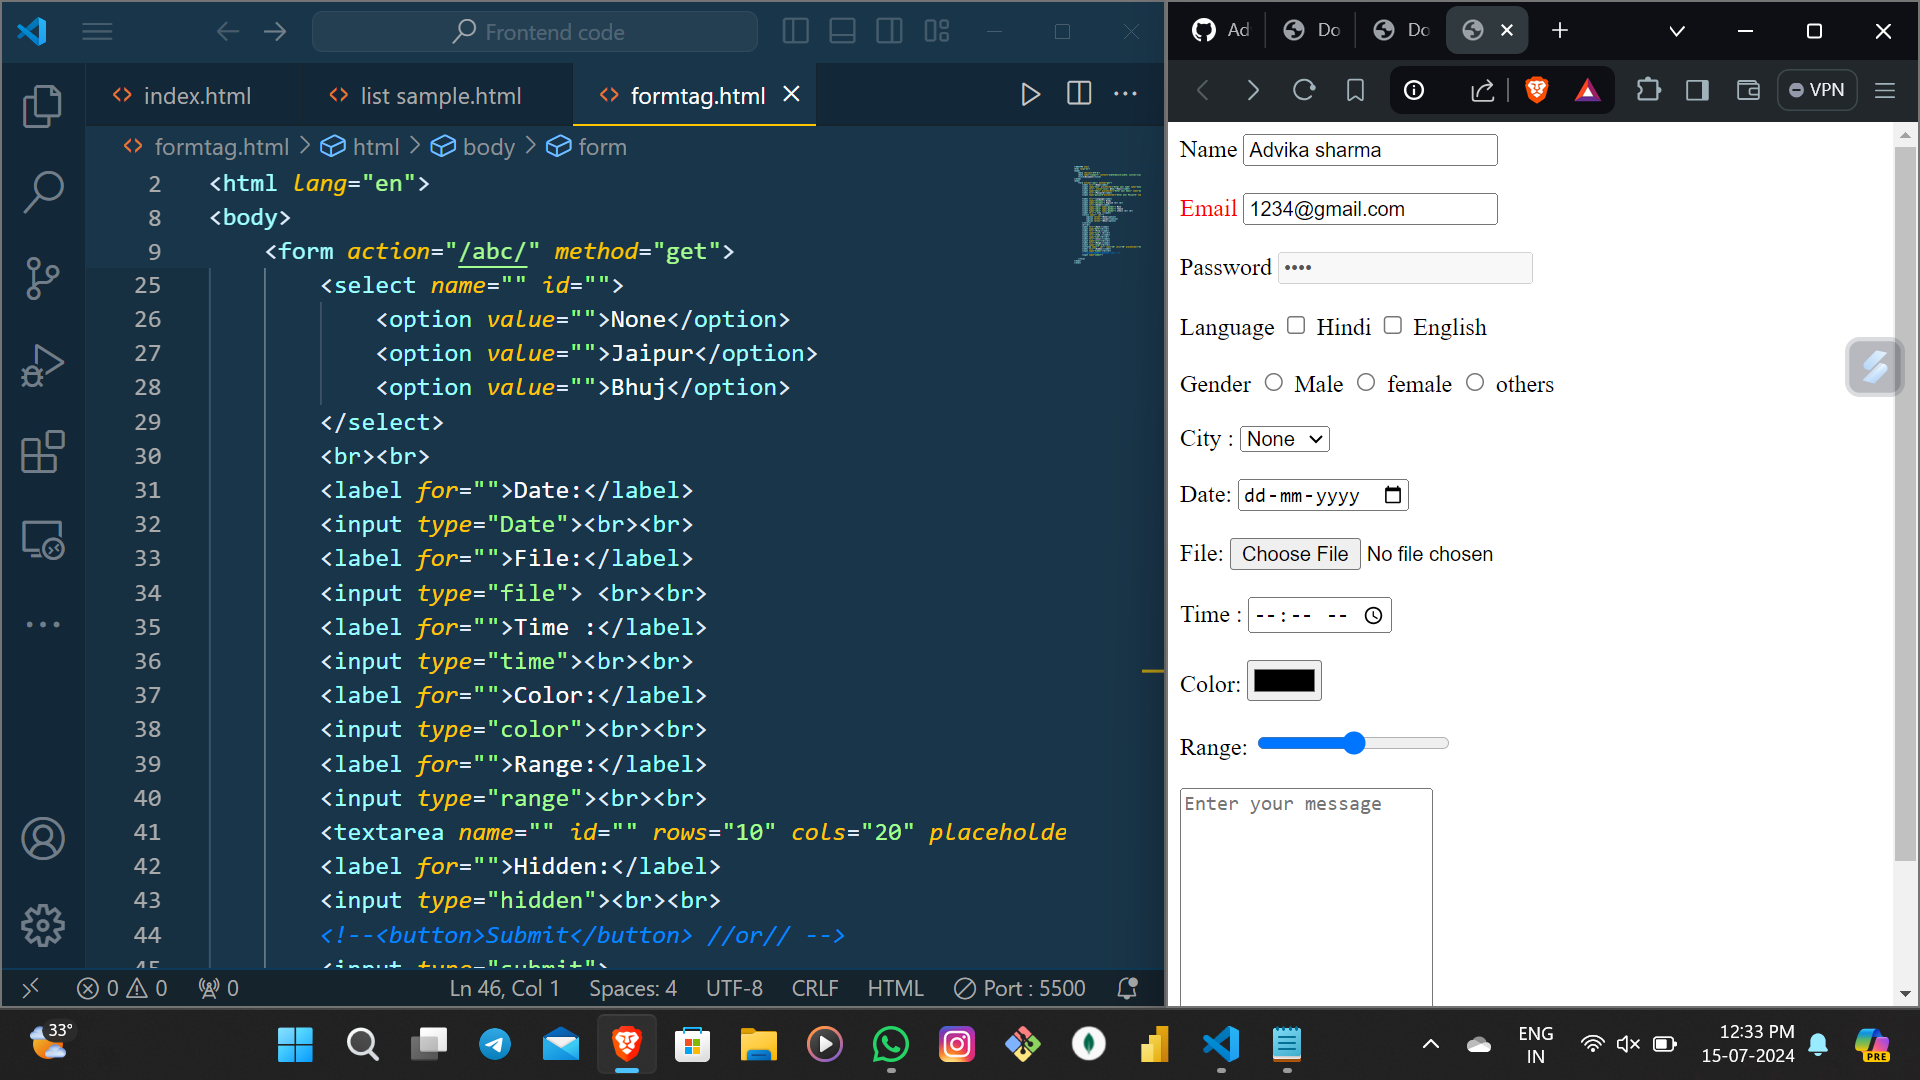 Frontend code
index.html
list sample.html
formtag.html
formtag.html > html > body > form
2 <html lang="en">
8 <body>
9 <form action="/abc/" method="get">
25 <select name="" id="">
26 <option value="">None</option>
27 <option value="">Jaipur</option>
28 <option value="">Bhuj</option>
29 </select>
30 <br><br>
31 <label for="">Date:</label>
32 <input type="Date"><br><br>
33 <label for="">File:</label>
34 <input type="file"> <br><br>
35 <label for="">Time :</label>
36 <input type="time"><br><br>
37 <label for="">Color:</label>
38 <input type="color"><br><br>
39 <label for="">Range:</label>
40 <input type="range"><br><br>
41 <textarea name="" id="" rows="10" cols="20" placeholde
42 <label for="">Hidden:</label>
43 <input type="hidden"><br><br>
44 <!--<button>Submit</button> //or// -->
45 <input type="submit">
0 0 0 Ln 46, Col 1 Spaces: 4 UTF-8 CRLF HTML Port : 5500
Ad Do Do
VPN
Name Advika sharma
Email 1234@gmail.com
Password ••••
Language Hindi English
Gender Male female others
City : None
Date: dd-mm-yyyy
File: Choose File No file chosen
Time : --:-- --
Color:
Range:
Enter your message
33°
ENG
IN
12:33 PM
15-07-2024
PRE